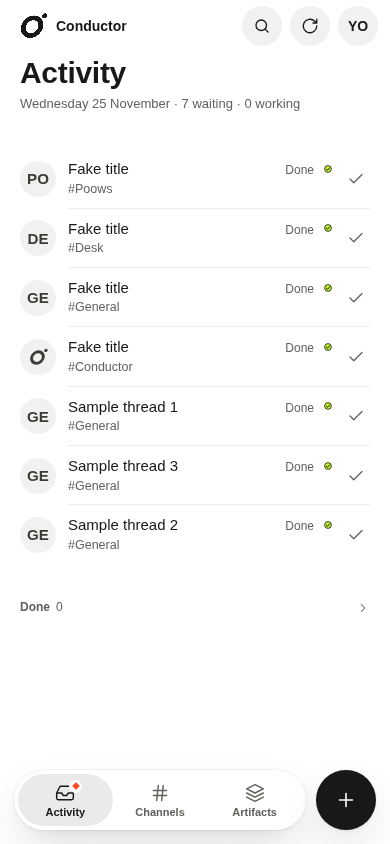 Conductor
YO
Activity
Wednesday 25 November · 7 waiting · 0 working
PO
Fake title
Done
#Poows
DE
Fake title
Done
#Desk
GE
Fake title
Done
#General
Fake title
Done
#Conductor
GE
Sample thread 1
Done
#General
GE
Sample thread 3
Done
#General
GE
Sample thread 2
Done
#General
Done 0
Activity
Channels
Artifacts